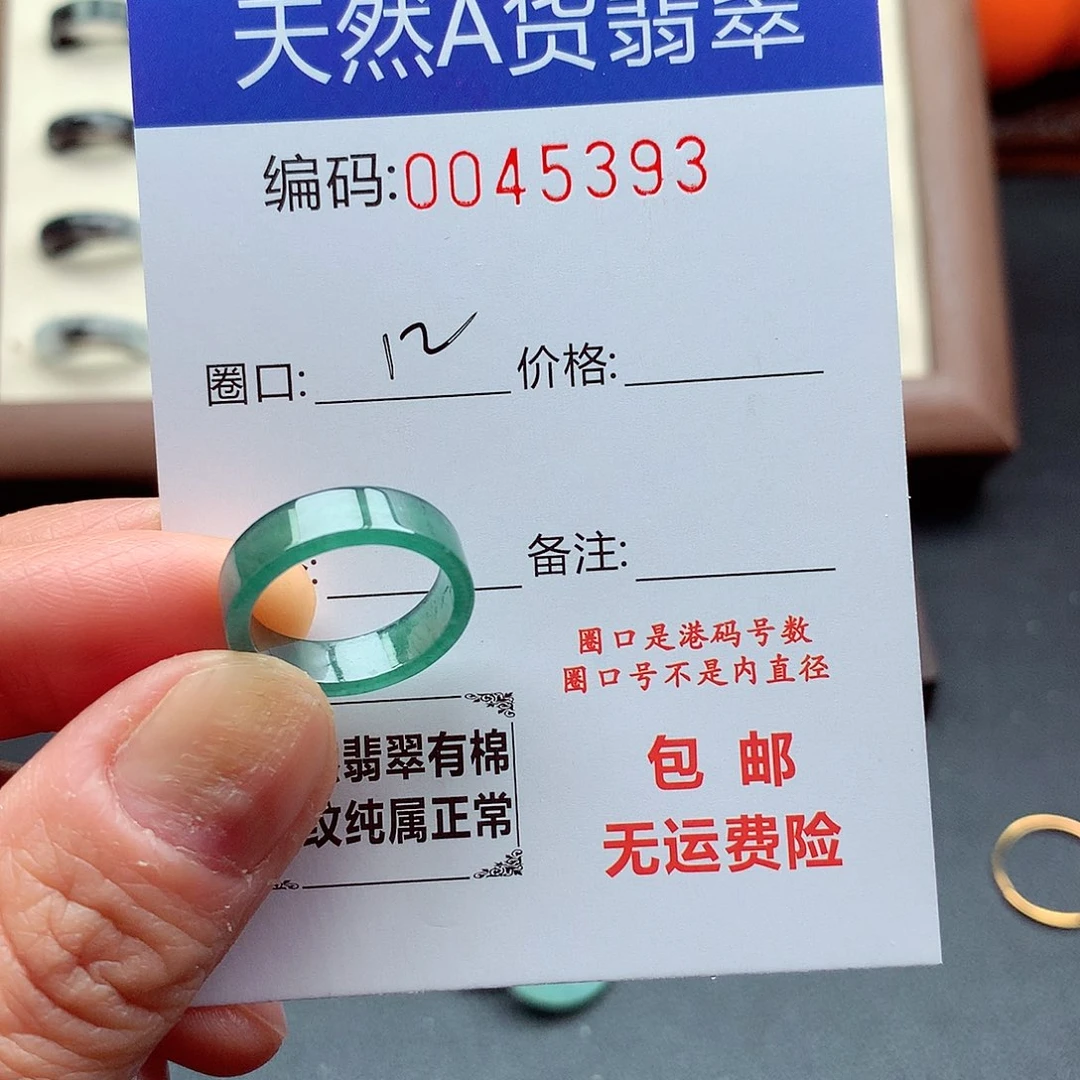 天然A货翡翠
编码:0045393
圈口: 12 价格:
备注:
圈口是港码号数
圈口号不是内直径
翡翠有棉
纹纯属正常
包 邮
无运费险